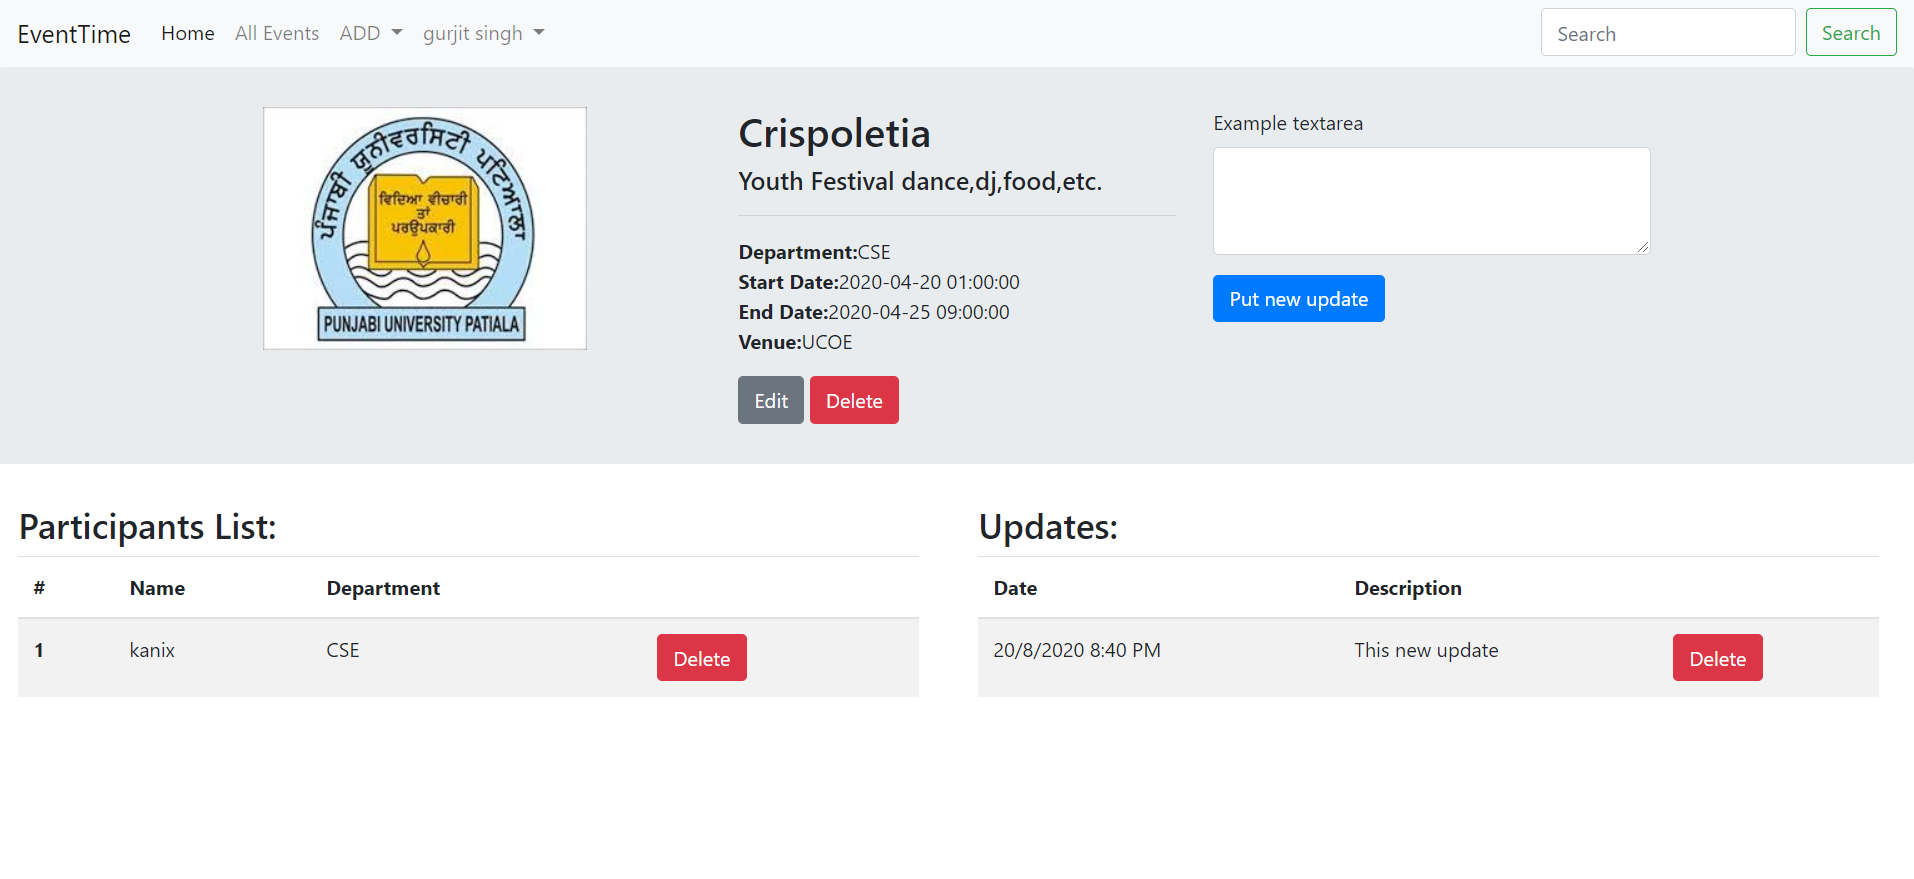 EventTime Home All Events ADD gurjit singh Search Search
ਪੰਜਾਬੀ ਯੂਨੀਵਰਸਿਟੀ ਪਟਿਆਲਾ
ਵਿਦਿਆ ਵੀਚਾਰੀ
ਤਾਂ
ਪਰਉਪਕਾਰੀ
PUNJABI UNIVERSITY PATIALA
Crispoletia
Youth Festival dance,dj,food,etc.
Department:CSE
Start Date:2020-04-20 01:00:00
End Date:2020-04-25 09:00:00
Venue:UCOE
Edit Delete
Example textarea
Put new update
Participants List:
# Name Department
1 kanix CSE Delete
Updates:
Date Description
20/8/2020 8:40 PM This new update Delete